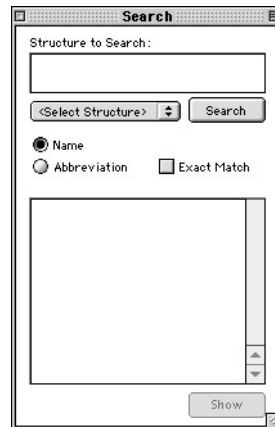 Search
Structure to Search:
<Select Structure> Search
Name
Abbreviation Exact Match
Show